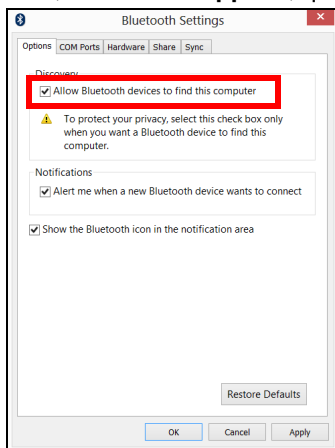 Bluetooth Settings
Options COM Ports Hardware Share Sync
Discovery
Allow Bluetooth devices to find this computer
To protect your privacy, select this check box only
when you want a Bluetooth device to find this
computer.
Notifications
Alert me when a new Bluetooth device wants to connect
Show the Bluetooth icon in the notification area
Restore Defaults
OK Cancel Apply